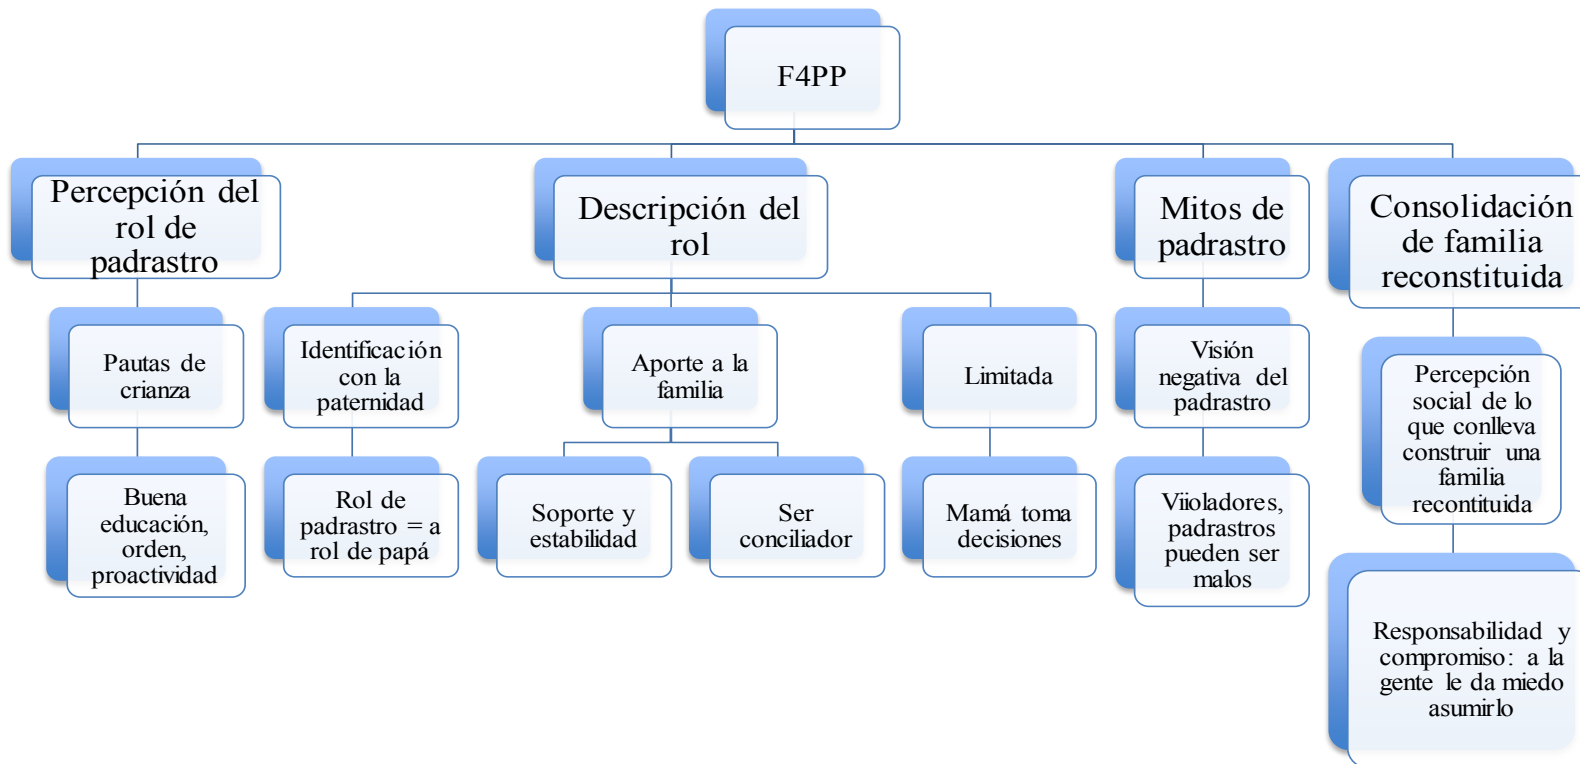 F4PP
Percepción del
rol de
padrastro
Descripción del
rol
Mitos de
padrastro
Consolidación
de familia
reconstituida
Pautas de
crianza
Identificación
con la
paternidad
Aporte a la
familia
Limitada
Visión
negativa del
padrastro
Percepción
social de lo
que conlleva
construir una
familia
recontituida
Buena
educación,
orden,
proactividad
Rol de
padrastro = a
rol de papá
Soporte y
estabilidad
Ser
conciliador
Mamá toma
decisiones
Viioladores,
padrastros
pueden ser
malos
Responsabilidad y
compromiso: a la
gente le da miedo
asumirlo